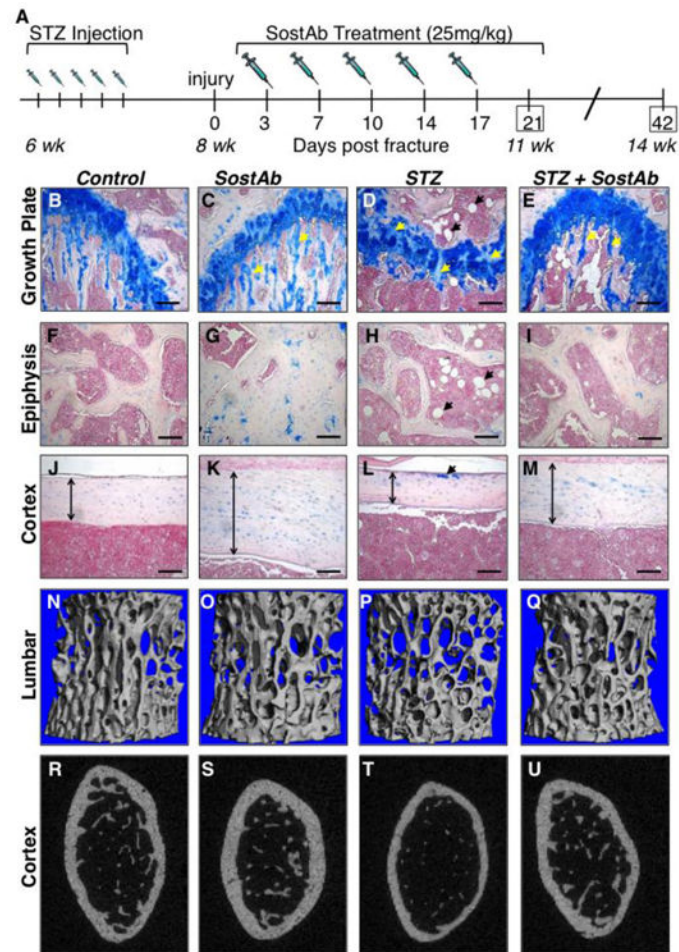 A
STZ Injection
SostAb Treatment (25mg/kg)
injury
0 3 7 10 14 17 21 42
6 wk 8 wk Days post fracture 11 wk 14 wk
Control SostAb STZ STZ + SostAb
Growth Plate
B C D E
Epiphysis
F G H I
Cortex
J K L M
Lumbar
N O P Q
Cortex
R S T U